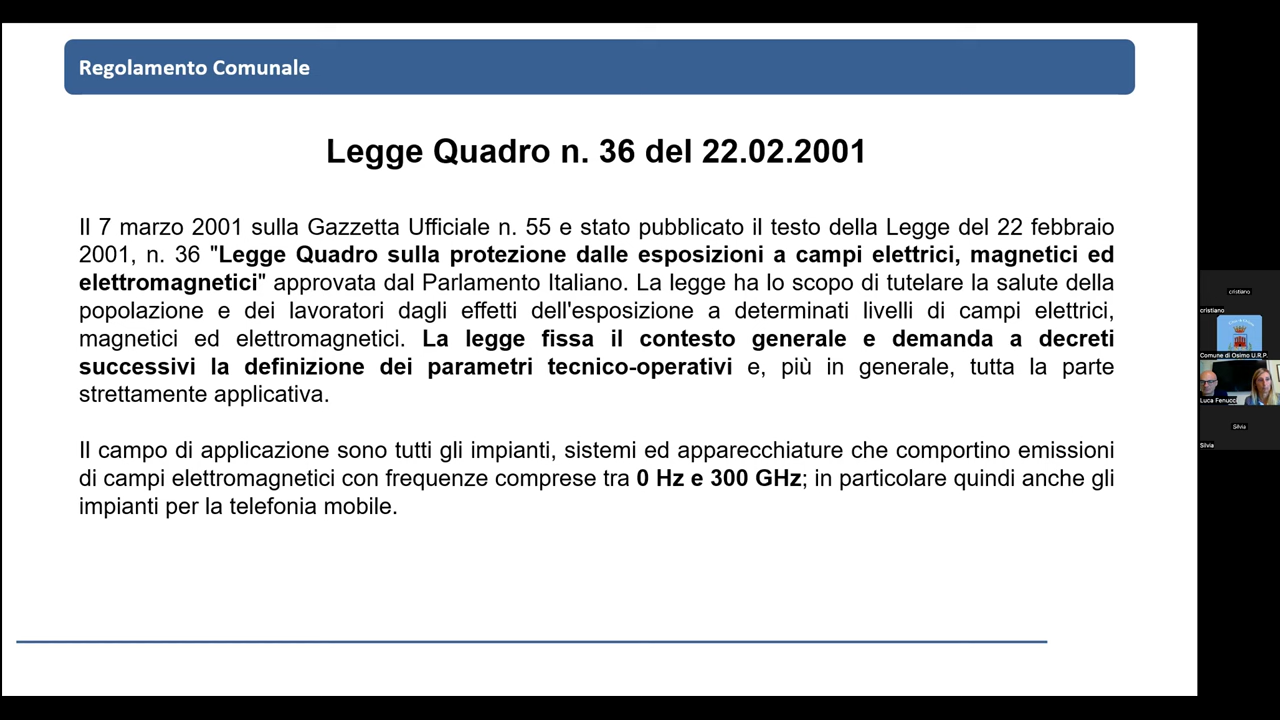 Regolamento Comunale
Legge Quadro n. 36 del 22.02.2001
Il 7 marzo 2001 sulla Gazzetta Ufficiale n. 55 e stato pubblicato il testo della Legge del 22 febbraio
2001, n. 36 "Legge Quadro sulla protezione dalle esposizioni a campi elettrici, magnetici ed
elettromagnetici" approvata dal Parlamento Italiano. La legge ha lo scopo di tutelare la salute della
popolazione e dei lavoratori dagli effetti dell'esposizione a determinati livelli di campi elettrici,
magnetici ed elettromagnetici. La legge fissa il contesto generale e demanda a decreti
successivi la definizione dei parametri tecnico-operativi e, più in generale, tutta la parte
strettamente applicativa.
Il campo di applicazione sono tutti gli impianti, sistemi ed apparecchiature che comportino emissioni
di campi elettromagnetici con frequenze comprese tra 0 Hz e 300 GHz; in particolare quindi anche gli
impianti per la telefonia mobile.
cristiano
cristiano
Comune di Osimo U.R.P.
Luca Fenucci
Silvia
Silvia